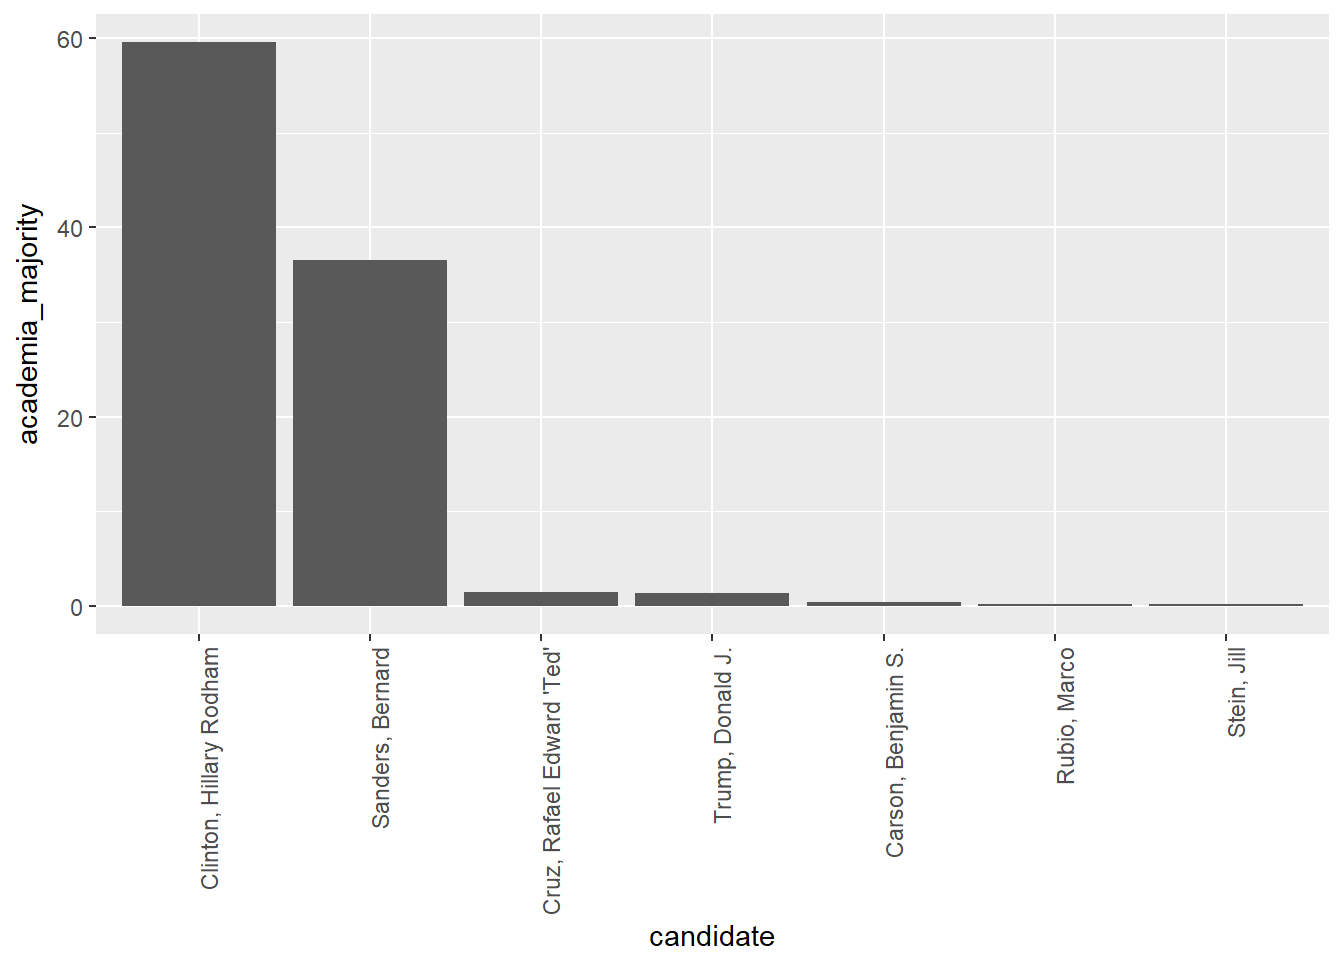 60
40
20
0
academia_majority
Clinton, Hillary Rodham
Sanders, Bernard
Cruz, Rafael Edward 'Ted'
Trump, Donald J.
Carson, Benjamin S.
Rubio, Marco
Stein, Jill
candidate